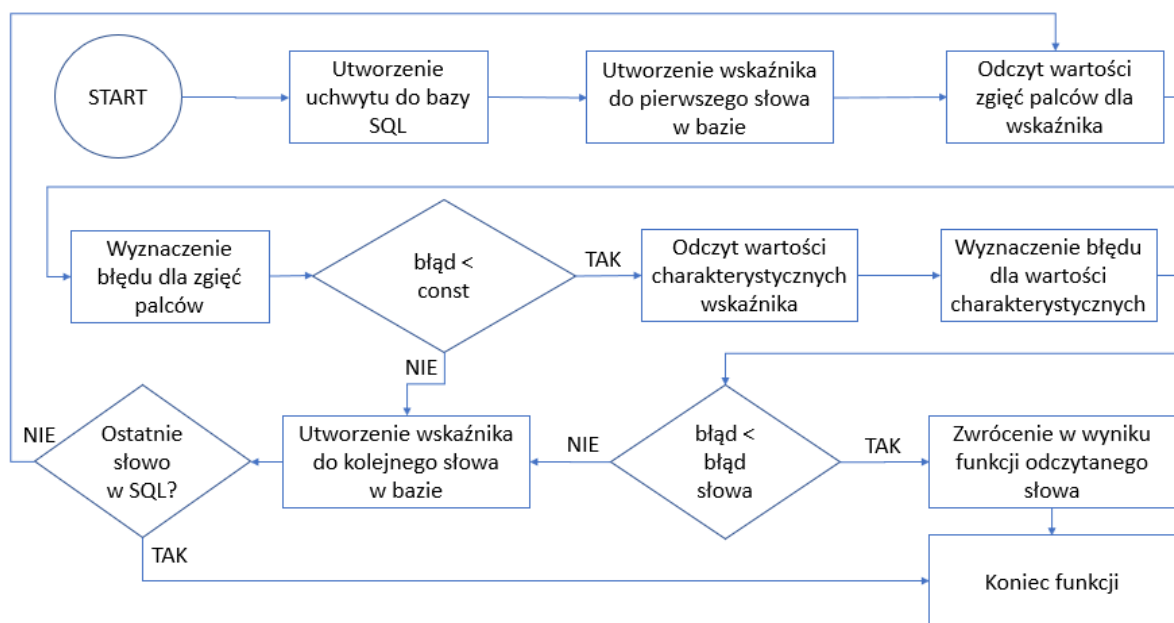 START
Utworzenie
uchwytu do bazy
SQL
Utworzenie wskaźnika
do pierwszego słowa
w bazie
Odczyt wartości
zgięć palców dla
wskaźnika
Wyznaczenie
błędu dla zgięć
palców
błąd <
const
TAK
Odczyt wartości
charakterystycznych
wskaźnika
Wyznaczenie błędu
dla wartości
charakterystycznych
NIE
NIE
Ostatnie
słowo
w SQL?
Utworzenie wskaźnika
do kolejnego słowa
w bazie
NIE
błąd <
błąd
słowa
TAK
Zwrócenie w wyniku
funkcji odczytanego
słowa
TAK
Koniec funkcji